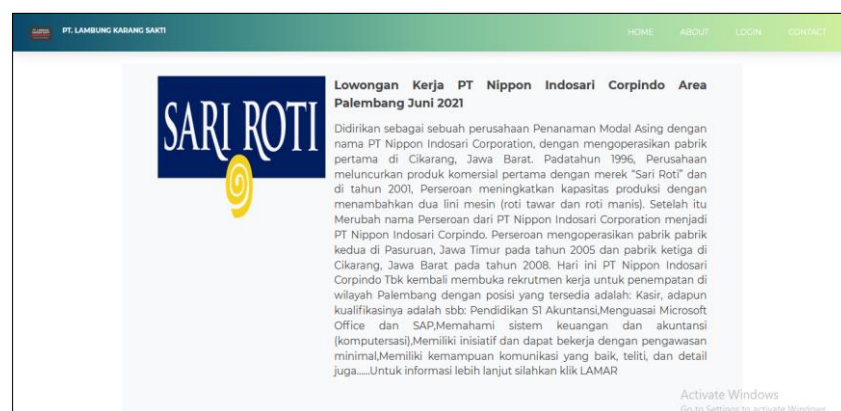 PT. LAMBUNG KARANG SAKTI
HOME ABOUT LOGIN CONTACT
SARI ROTI
Lowongan Kerja PT Nippon Indosari Corpindo Area
Palembang Juni 2021
Didirikan sebagai sebuah perusahaan Penanaman Modal Asing dengan
nama PT Nippon Indosari Corporation, dengan mengoperasikan pabrik
pertama di Cikarang, Jawa Barat. Padatahun 1996, Perusahaan
meluncurkan produk komersial pertama dengan merek "Sari Roti" dan
di tahun 2001, Perseroan meningkatkan kapasitas produksi dengan
menambahkan dua lini mesin (roti tawar dan roti manis). Setelah itu
Merubah nama Perseroan dari PT Nippon Indosari Corporation menjadi
PT Nippon Indosari Corpindo. Perseroan mengoperasikan pabrik pabrik
kedua di Pasuruan, Jawa Timur pada tahun 2005 dan pabrik ketiga di
Cikarang, Jawa Barat pada tahun 2008. Hari ini PT Nippon Indosari
Corpindo Tbk kembali membuka rekrutmen kerja untuk penempatan di
wilayah Palembang dengan posisi yang tersedia adalah: Kasir, adapun
kualifikasinya adalah sbb: Pendidikan S1 Akuntansi,Menguasai Microsoft
Office dan SAP,Memahami sistem keuangan dan akuntansi
(komputersasi),Memiliki inisiatif dan dapat bekerja dengan pengawasan
minimal,Memiliki kemampuan komunikasi yang baik, teliti, dan detail
juga......Untuk informasi lebih lanjut silahkan klik LAMAR
Activate Windows
Go to Settings to activate Windows.